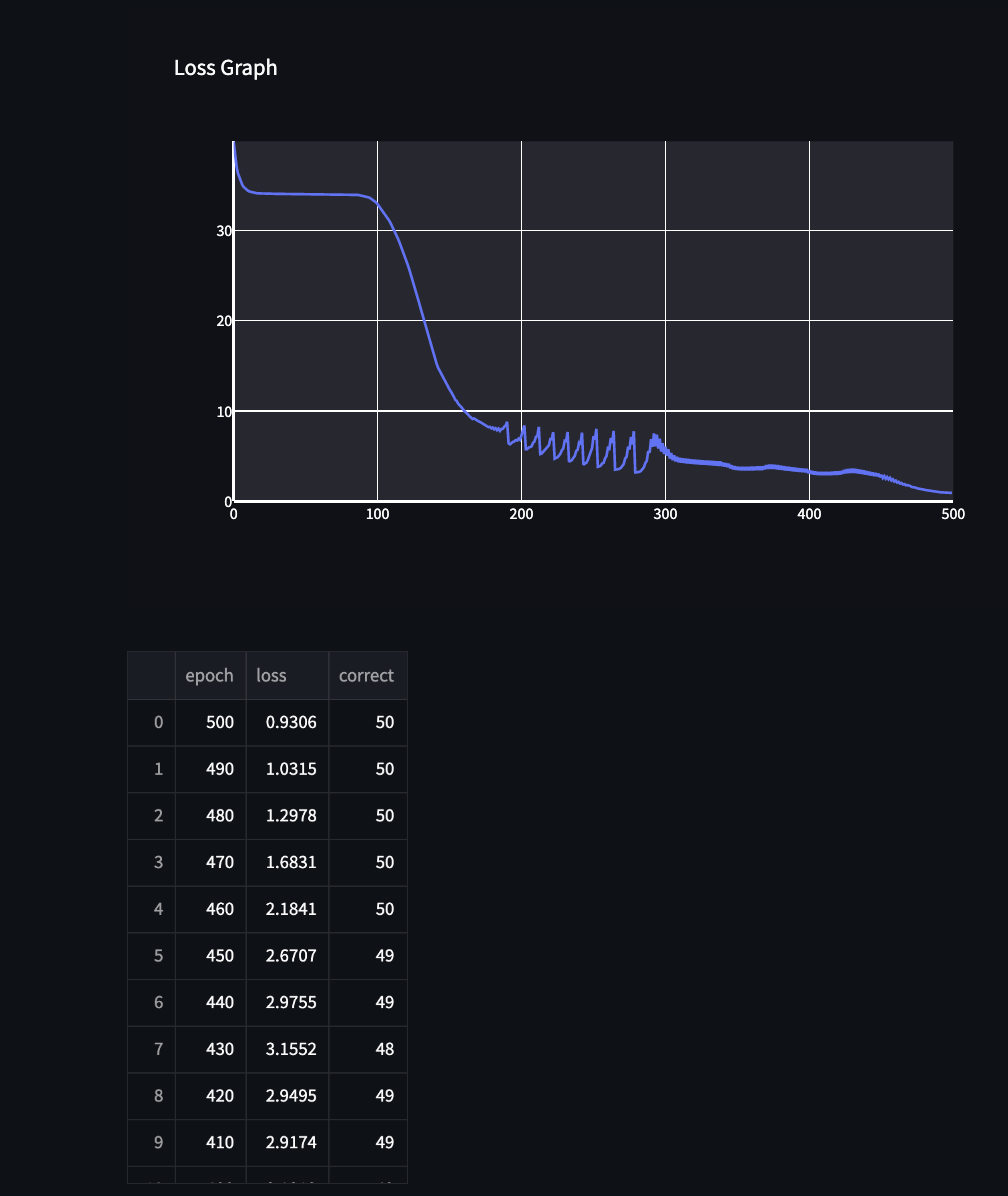 Loss Graph
30
20
10
0
0 100 200 300 400 500
epoch loss correct
0 500 0.9306 50
1 490 1.0315 50
2 480 1.2978 50
3 470 1.6831 50
4 460 2.1841 50
5 450 2.6707 49
6 440 2.9755 49
7 430 3.1552 48
8 420 2.9495 49
9 410 2.9174 49